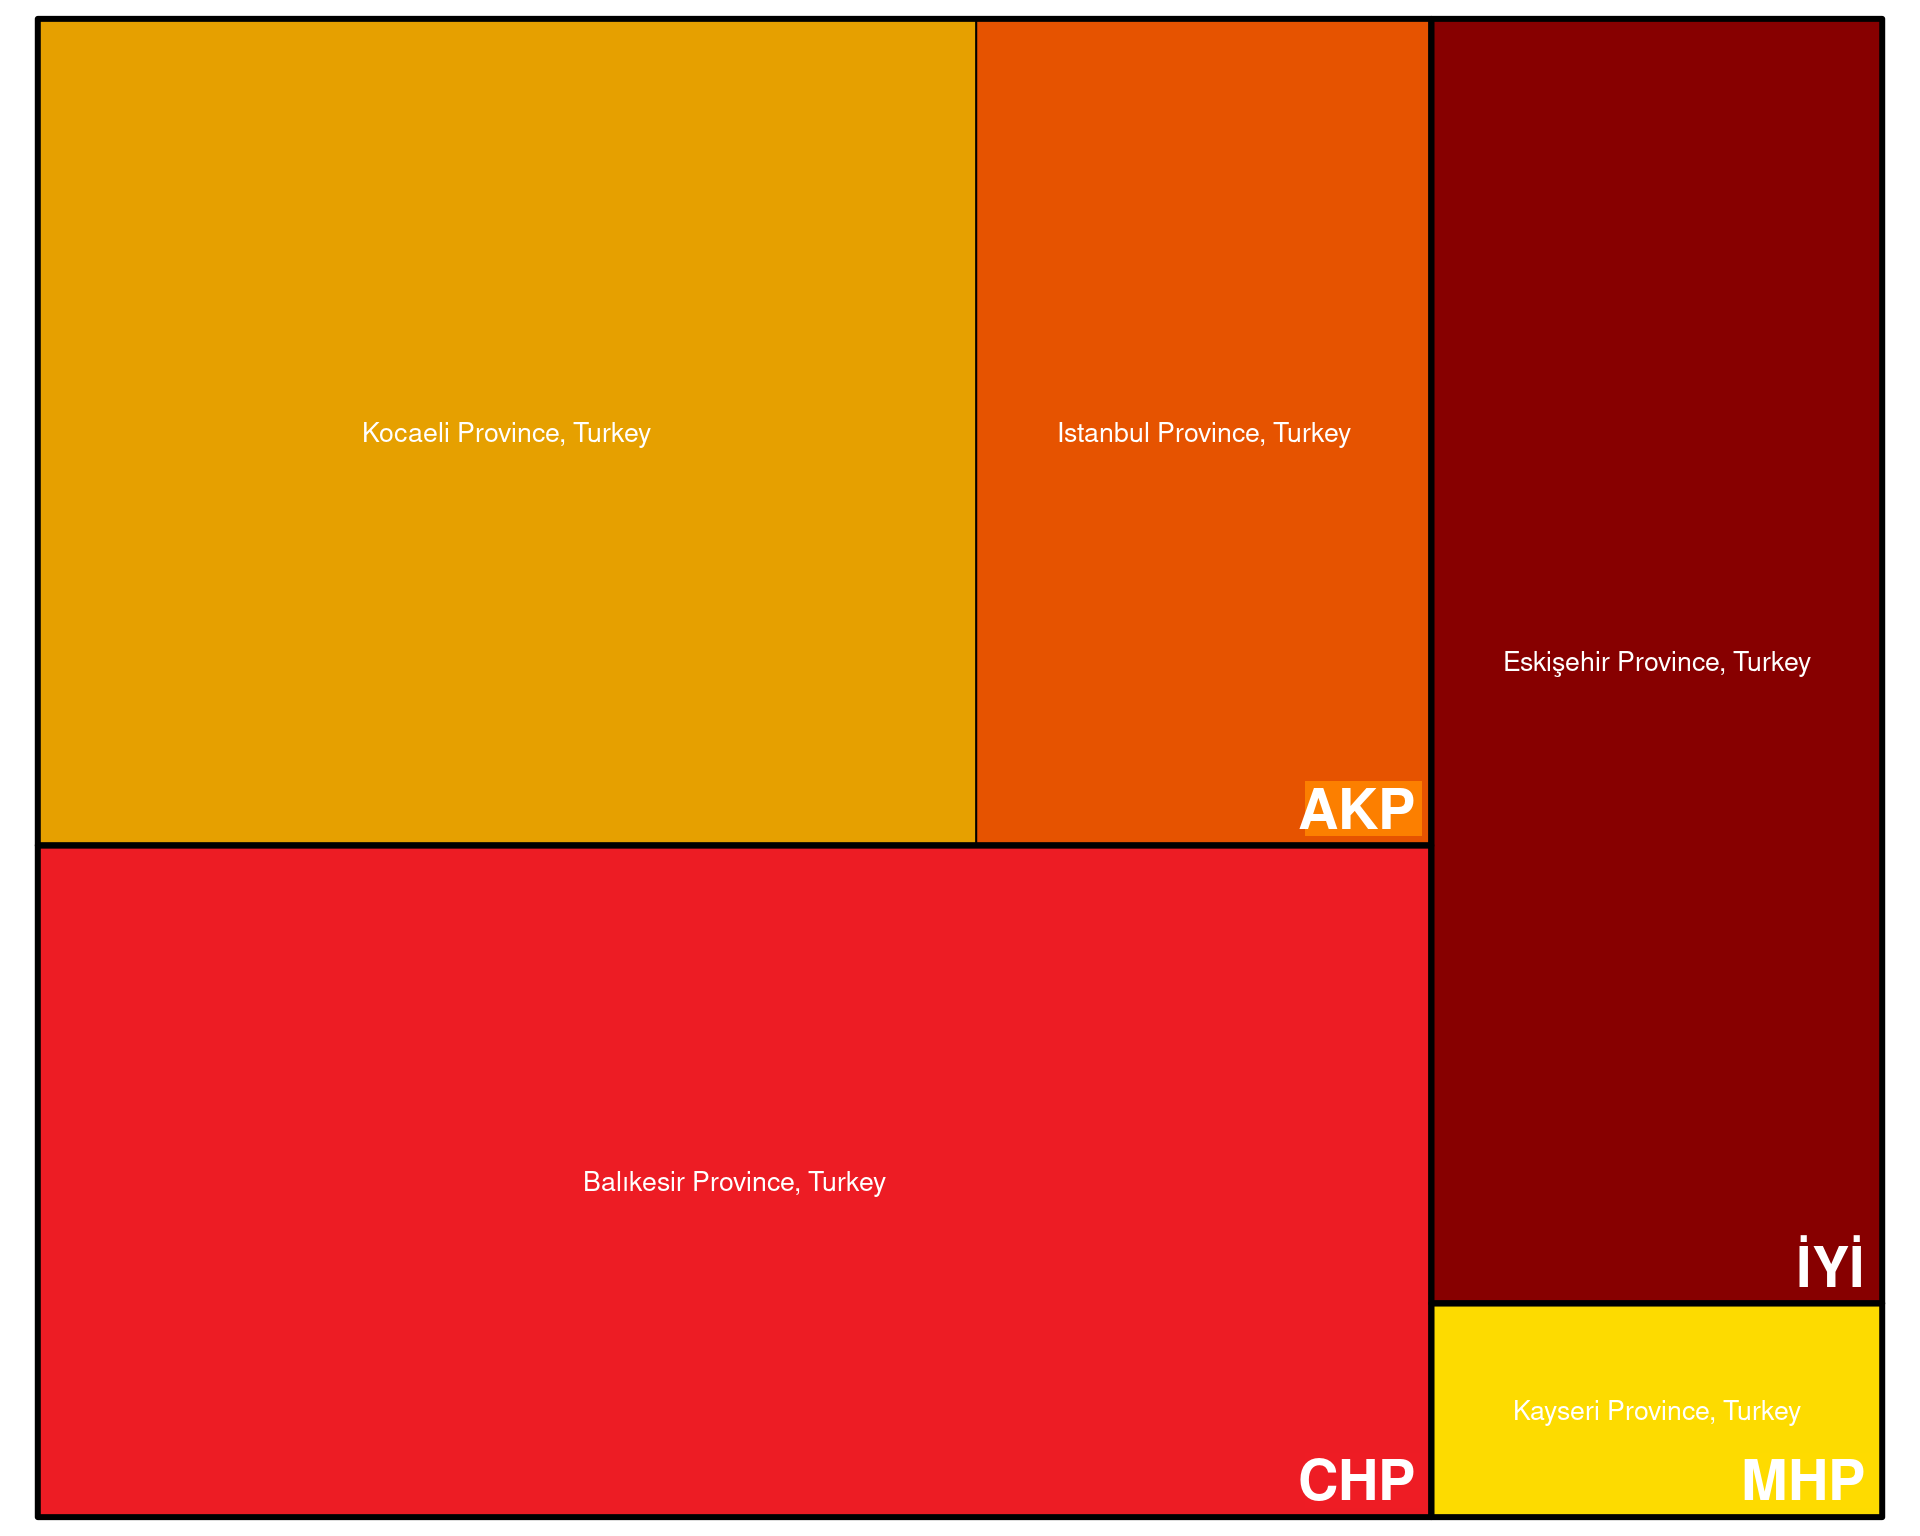 Kocaeli Province, Turkey
Istanbul Province, Turkey
AKP
Eskişehir Province, Turkey
İYİ
Balıkesir Province, Turkey
CHP
Kayseri Province, Turkey
MHP